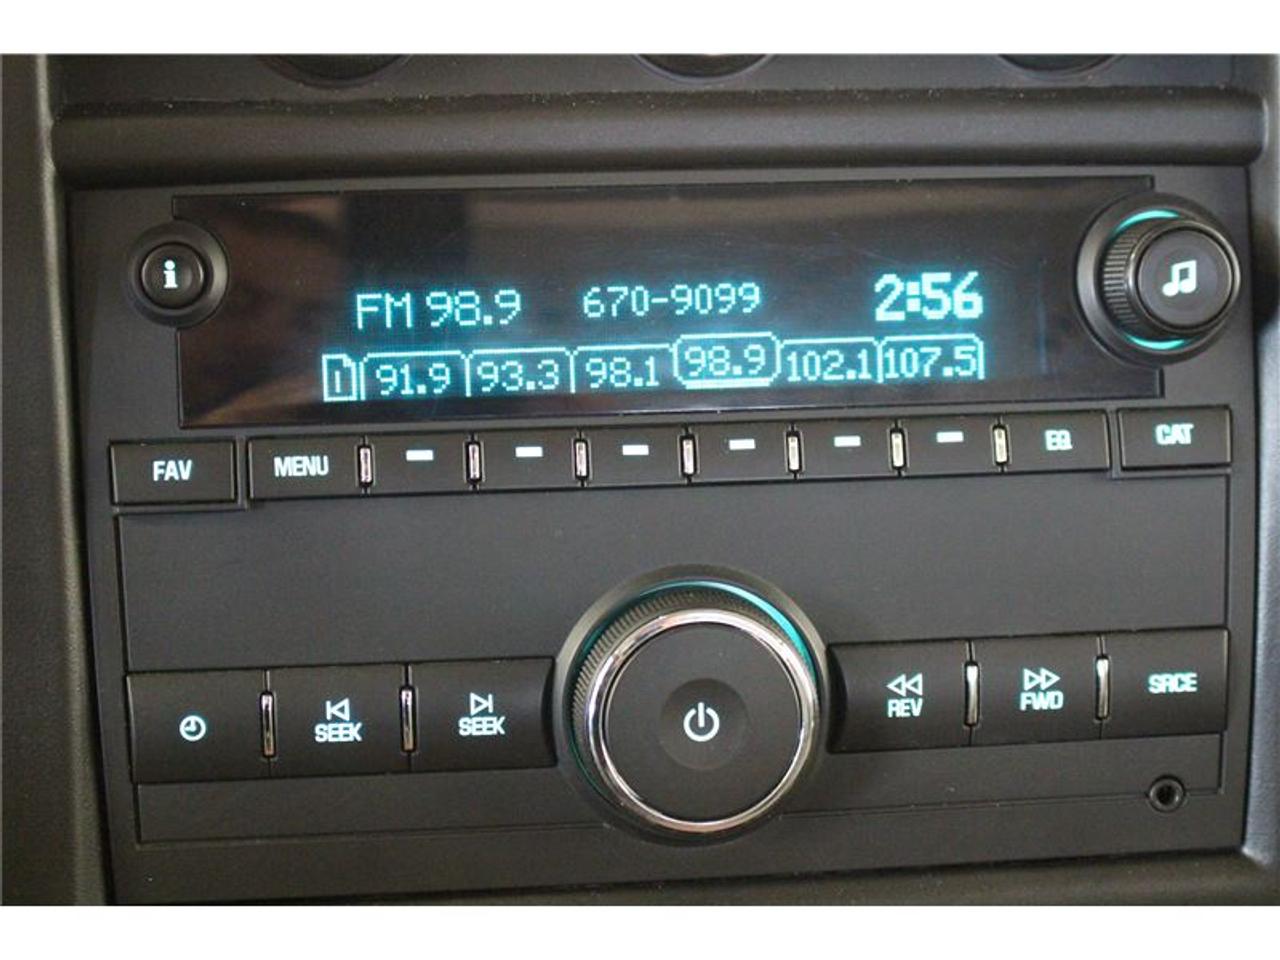 i
FM 98.9 670-9099 2:56
1 91.9 93.3 98.1 98.9 102.1 107.5
FAV MENU EQ CAT
SEEK SEEK REV FWD SRCE